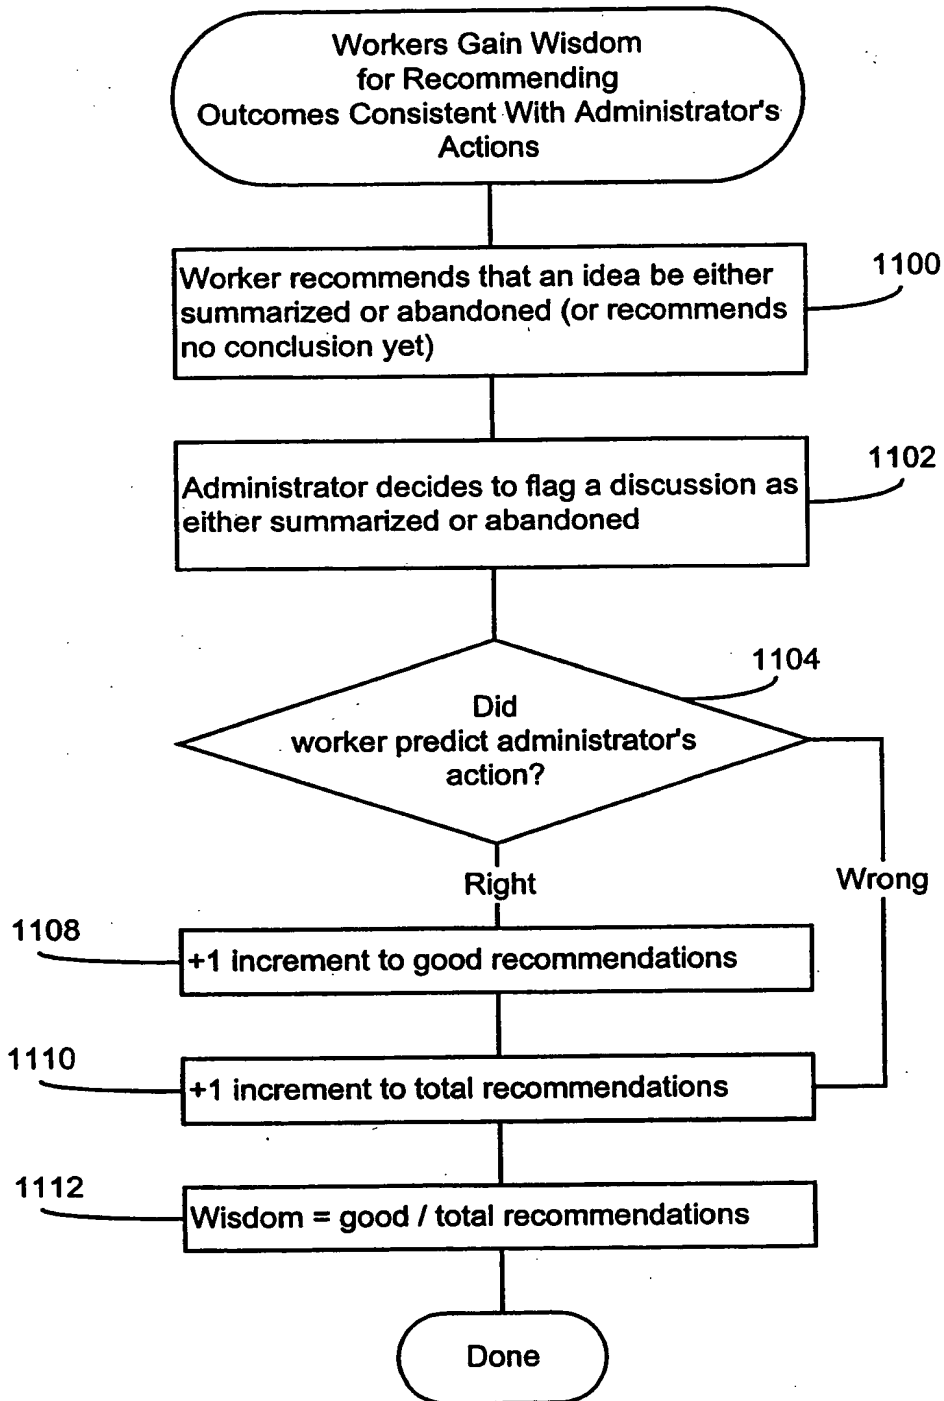 Workers Gain Wisdom
for Recommending
Outcomes Consistent With Administrator's
Actions
Worker recommends that an idea be either
summarized or abandoned (or recommends
no conclusion yet)
1100
Administrator decides to flag a discussion as
either summarized or abandoned
1102
1104
Did
worker predict administrator's
action?
Right
Wrong
1108
+1 increment to good recommendations
1110
+1 increment to total recommendations
1112
Wisdom = good / total recommendations
Done